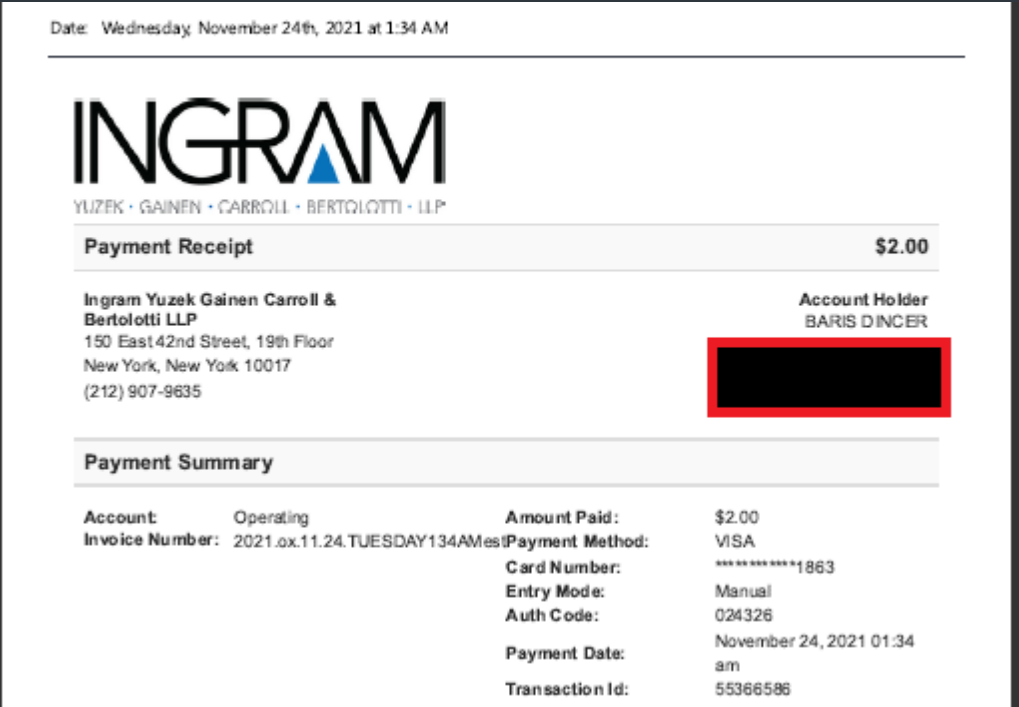 Date: Wednesday, November 24th, 2021 at 1:34 AM
INGRAM
YUZEK · GAINEN · CARROLL · BERTOLOTTI · LLP
Payment Receipt $2.00
Ingram Yuzek Gainen Carroll &
Bertolotti LLP
150 East 42nd Street, 19th Floor
New York, New York 10017
(212) 907-9635
Account Holder
BARIS DINCER
Payment Summary
Account: Operating
Invoice Number: 2021.ox.11.24.TUESDAY134AMest
Amount Paid: $2.00
Payment Method: VISA
Card Number: ************1863
Entry Mode: Manual
Auth Code: 024326
Payment Date: November 24, 2021 01:34
am
Transaction Id: 55366586